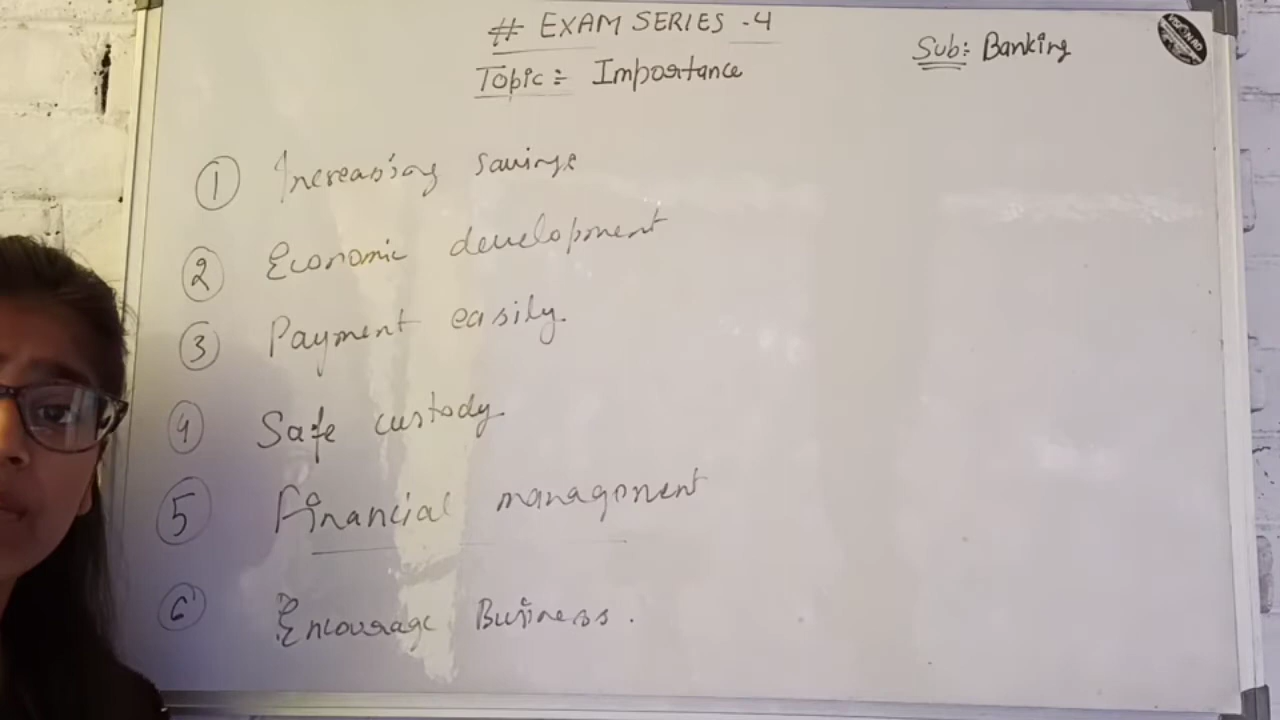 # EXAM SERIES - 4
Sub:- Banking
Topic :- Importance
① Increasing savings
② Economic development
③ Payment easily.
④ Safe custody.
⑤ Financial management
⑥ Encourage Business.